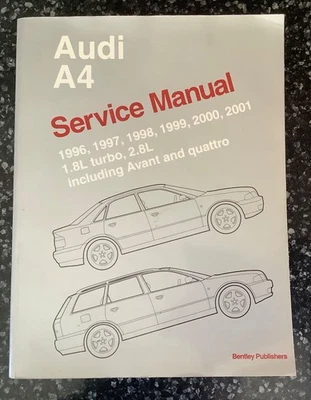 Audi
A4
Service Manual
1996, 1997, 1998, 1999, 2000, 2001
1.8L turbo, 2.8L
including Avant and quattro
Bentley Publishers